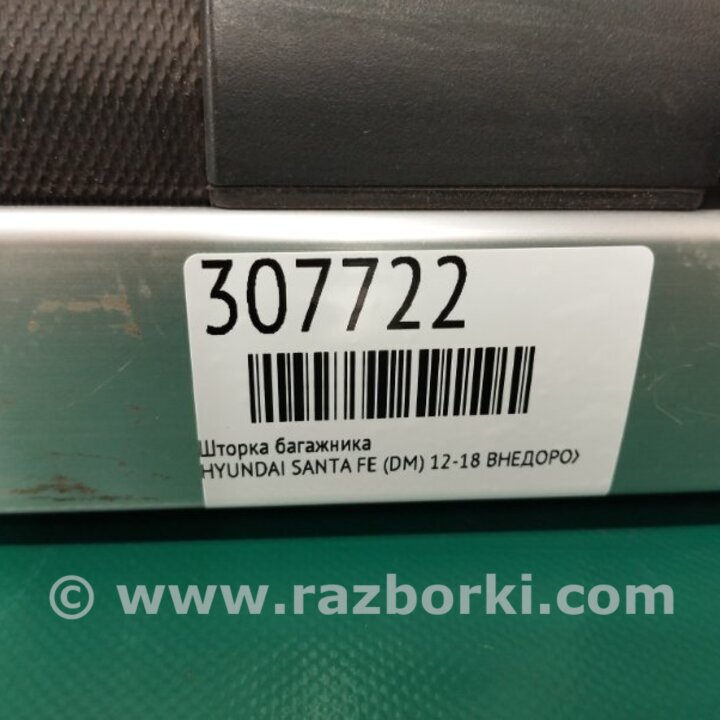 307722
Шторка багажника
HYUNDAI SANTA FE (DM) 12-18 ВНЕДОРО
© www.razborki.com